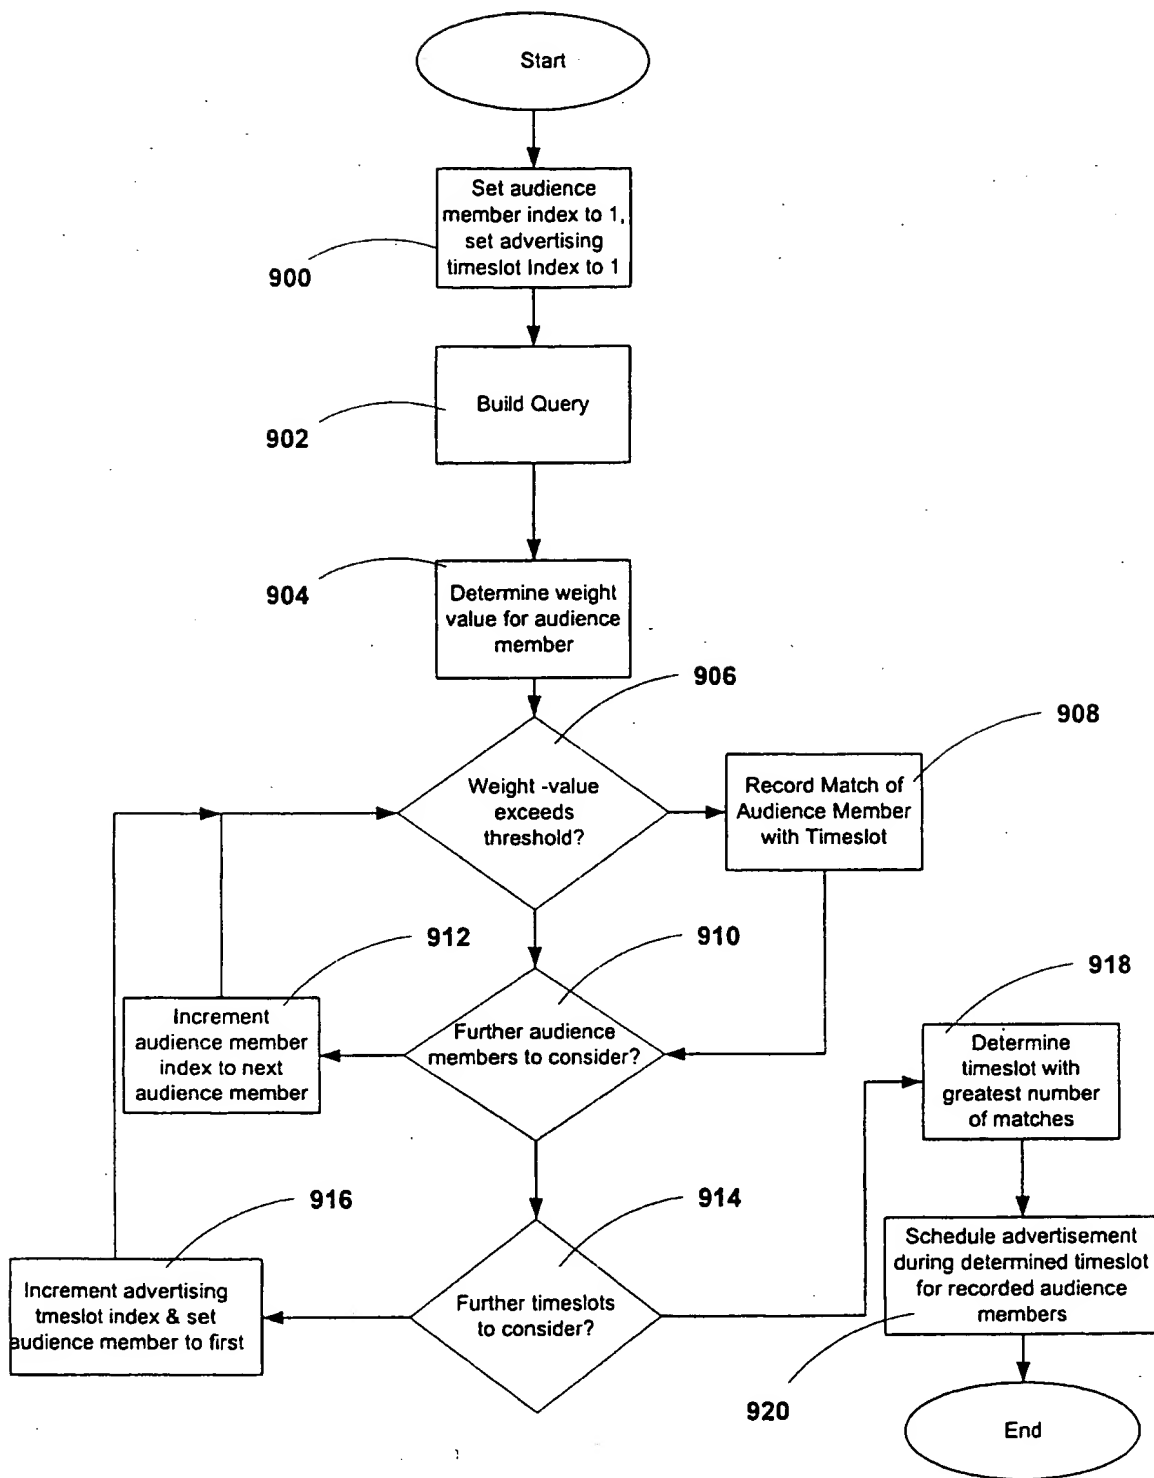 Start
Set audience
member index to 1,
set advertising
timeslot Index to 1
900
Build Query
902
904
Determine weight
value for audience
member
906
908
Weight -value
exceeds
threshold?
Record Match of
Audience Member
with Timeslot
912
910
918
Increment
audience member
index to next
audience member
Further audience
members to consider?
Determine
timeslot with
greatest number
of matches
916
914
Increment advertising
tmeslot index & set
audience member to first
Further timeslots
to consider?
Schedule advertisement
during determined timeslot
for recorded audience
members
920
End